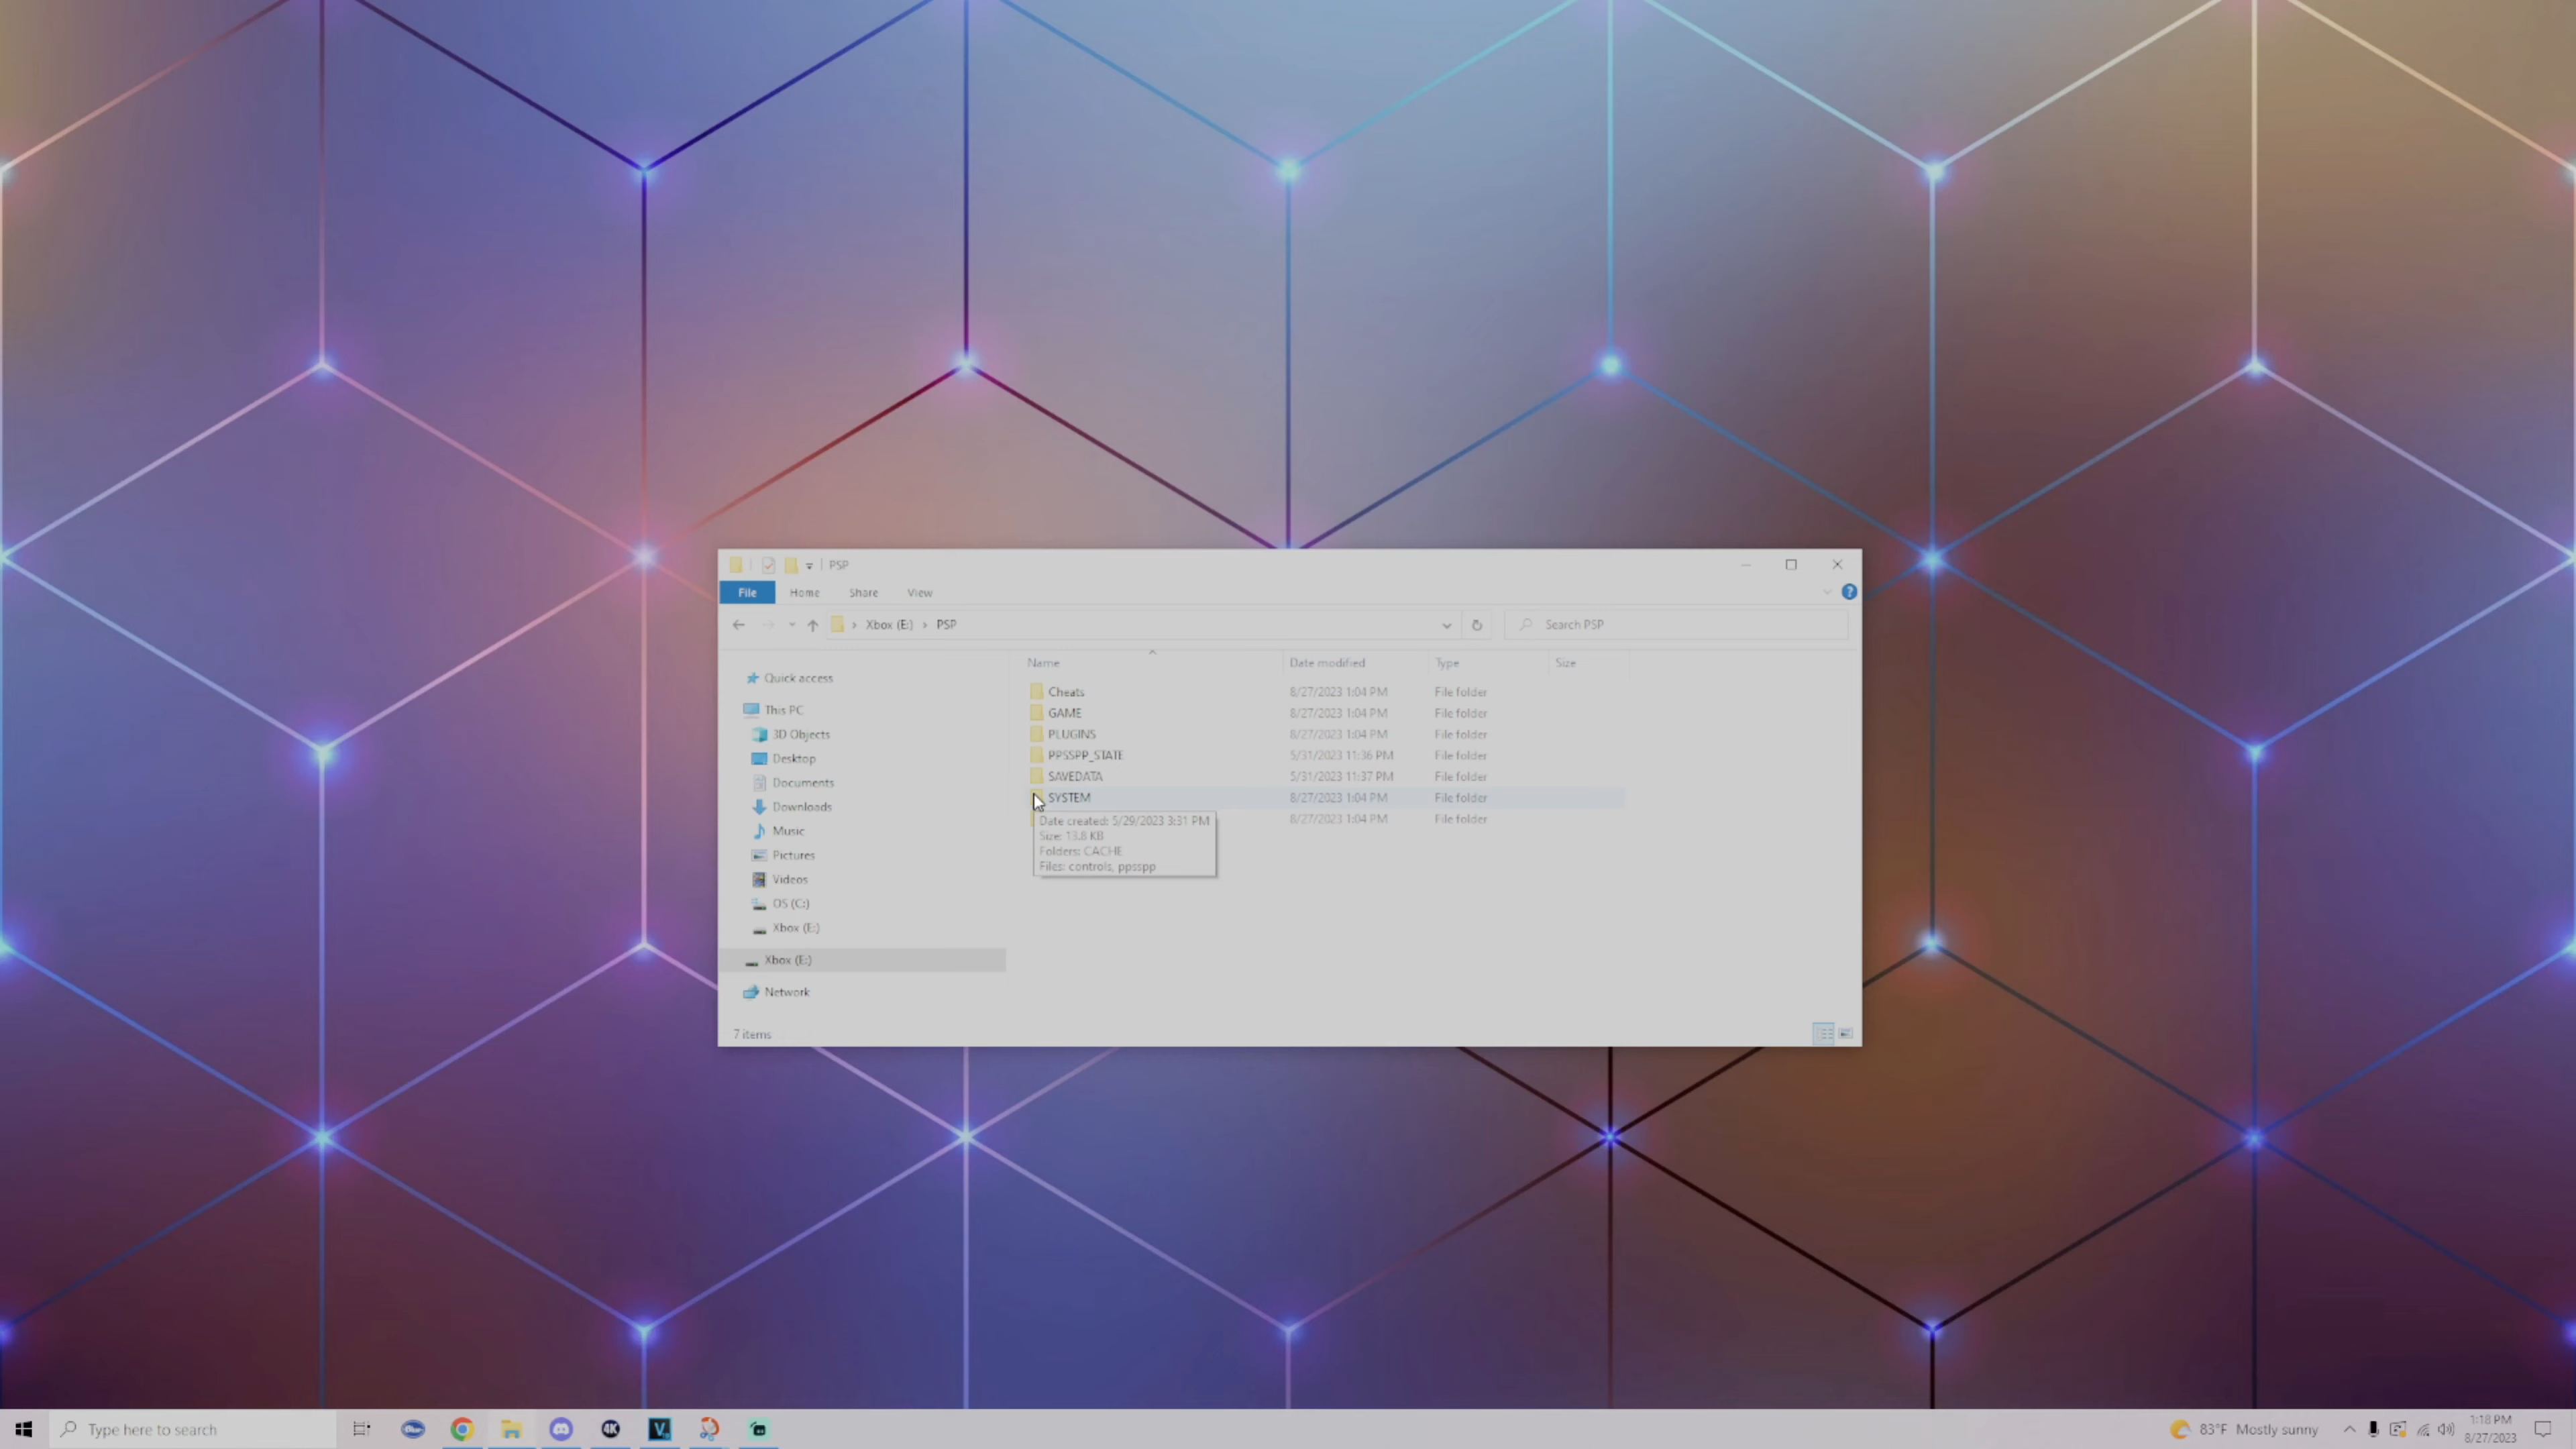 PSP
File Home Share View
Xbox (E:) PSP
Search PSP
Name Date modified Type Size
Quick access
This PC
3D Objects
Desktop
Documents
Downloads
Music
Pictures
Videos
OS (C:)
Xbox (E:)
Xbox (E:)
Network
Cheats 8/27/2023 1:04 PM File folder
GAME 8/27/2023 1:04 PM File folder
PLUGINS 8/27/2023 1:04 PM File folder
PPSSPP_STATE 5/31/2023 11:36 PM File folder
SAVEDATA 5/31/2023 11:37 PM File folder
SYSTEM 8/27/2023 1:04 PM File folder
8/27/2023 1:04 PM File folder
Date created: 5/29/2023 3:31 PM
Size: 13.8 KB
Folders: CACHE
Files: controls, ppsspp
7 items
Type here to search
4K
V
83°F Mostly sunny
1:18 PM
8/27/2023